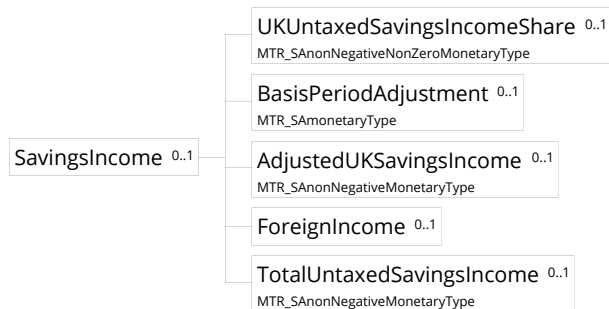 UKUntaxedSavingsIncomeShare 0..1
MTR_SAnonNegativeNonZeroMonetaryType
BasisPeriodAdjustment 0..1
MTR_SAmonetaryType
SavingsIncome 0..1
AdjustedUKSavingsIncome 0..1
MTR_SAnonNegativeMonetaryType
ForeignIncome 0..1
TotalUntaxedSavingsIncome 0..1
MTR_SAnonNegativeMonetaryType